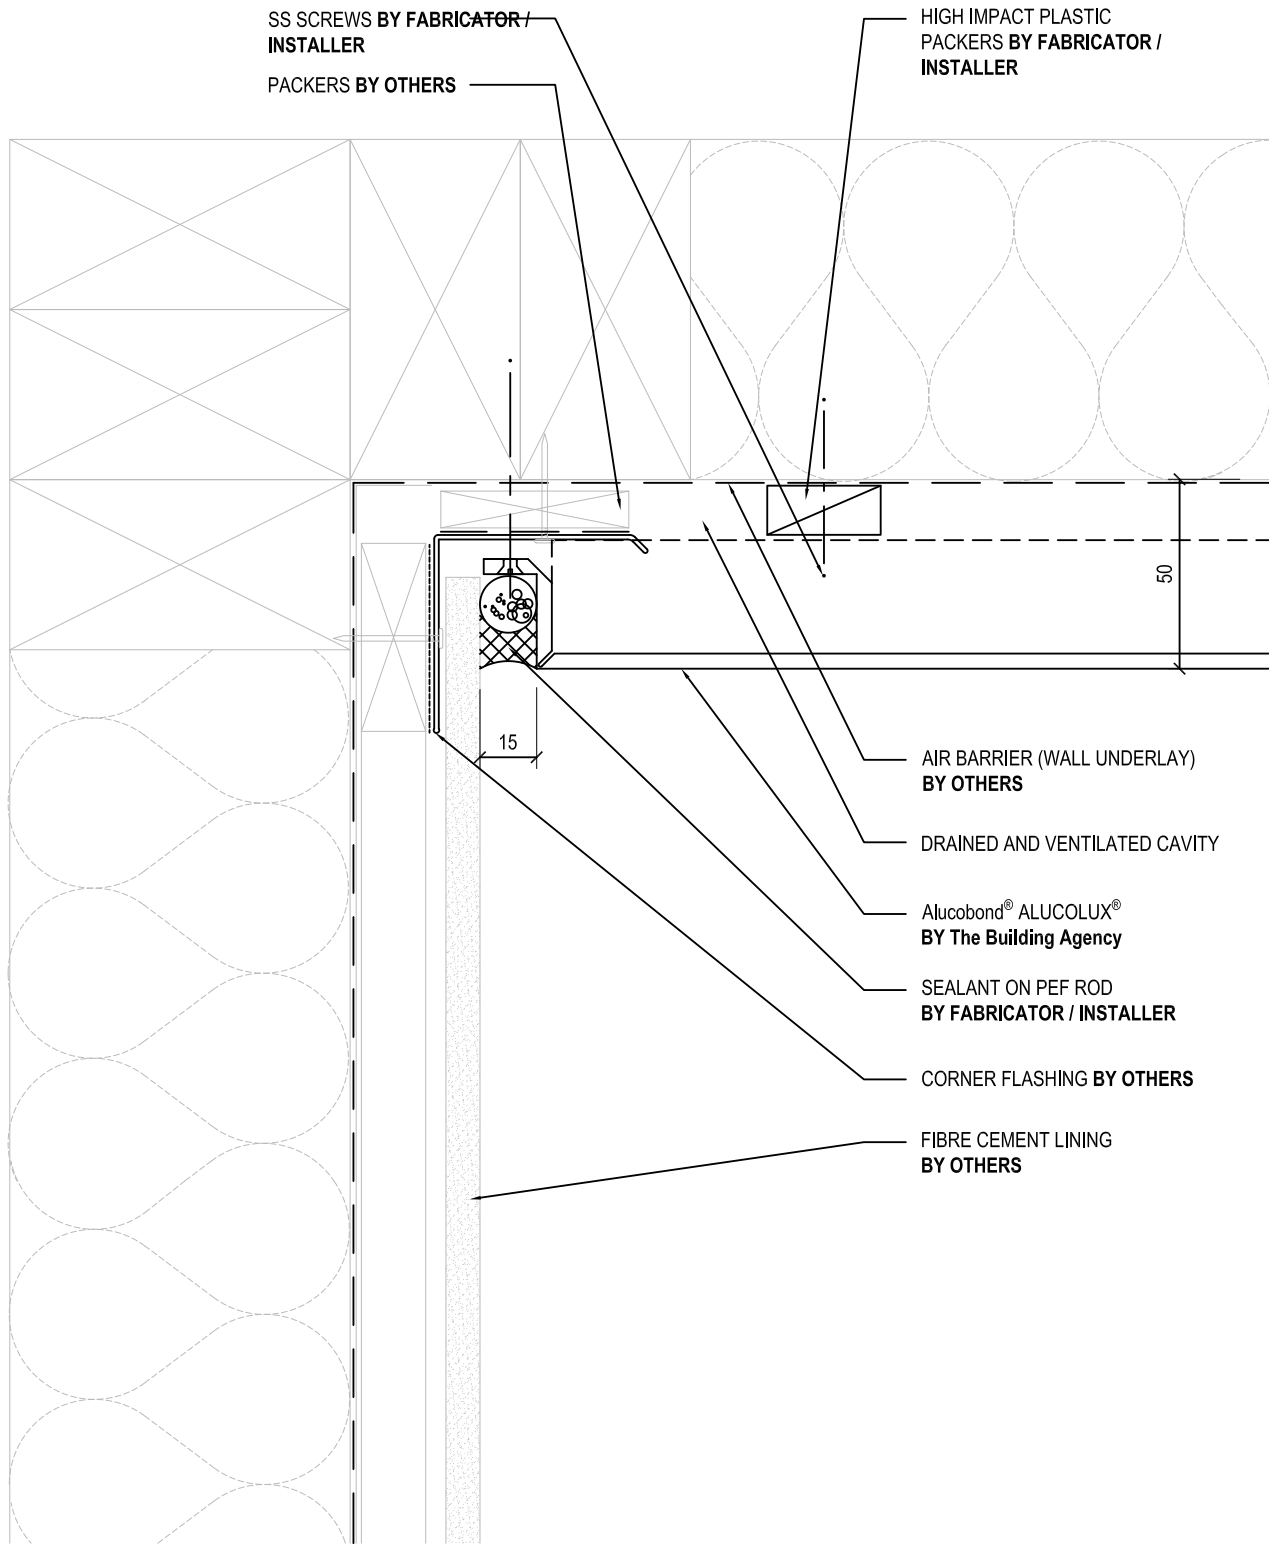 SS SCREWS BY FABRICATOR /
INSTALLER
PACKERS BY OTHERS
HIGH IMPACT PLASTIC
PACKERS BY FABRICATOR /
INSTALLER
50
15
AIR BARRIER (WALL UNDERLAY)
BY OTHERS
DRAINED AND VENTILATED CAVITY
Alucobond® ALUCOLUX®
BY The Building Agency
SEALANT ON PEF ROD
BY FABRICATOR / INSTALLER
CORNER FLASHING BY OTHERS
FIBRE CEMENT LINING
BY OTHERS